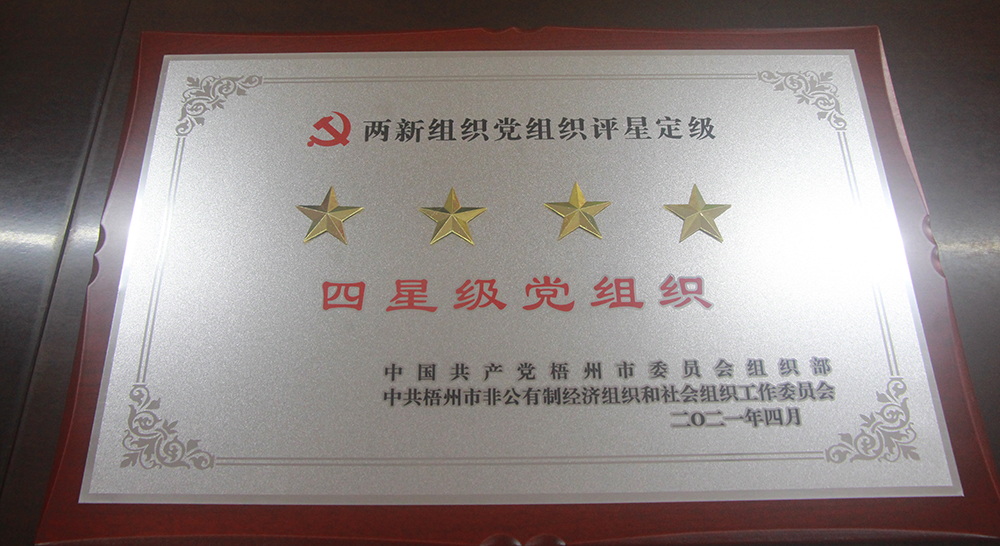 两新组织党组织评星定级
四星级党组织
中国共产党梧州市委员会组织部
中共梧州市非公有制经济组织和社会组织工作委员会
二〇二一年四月